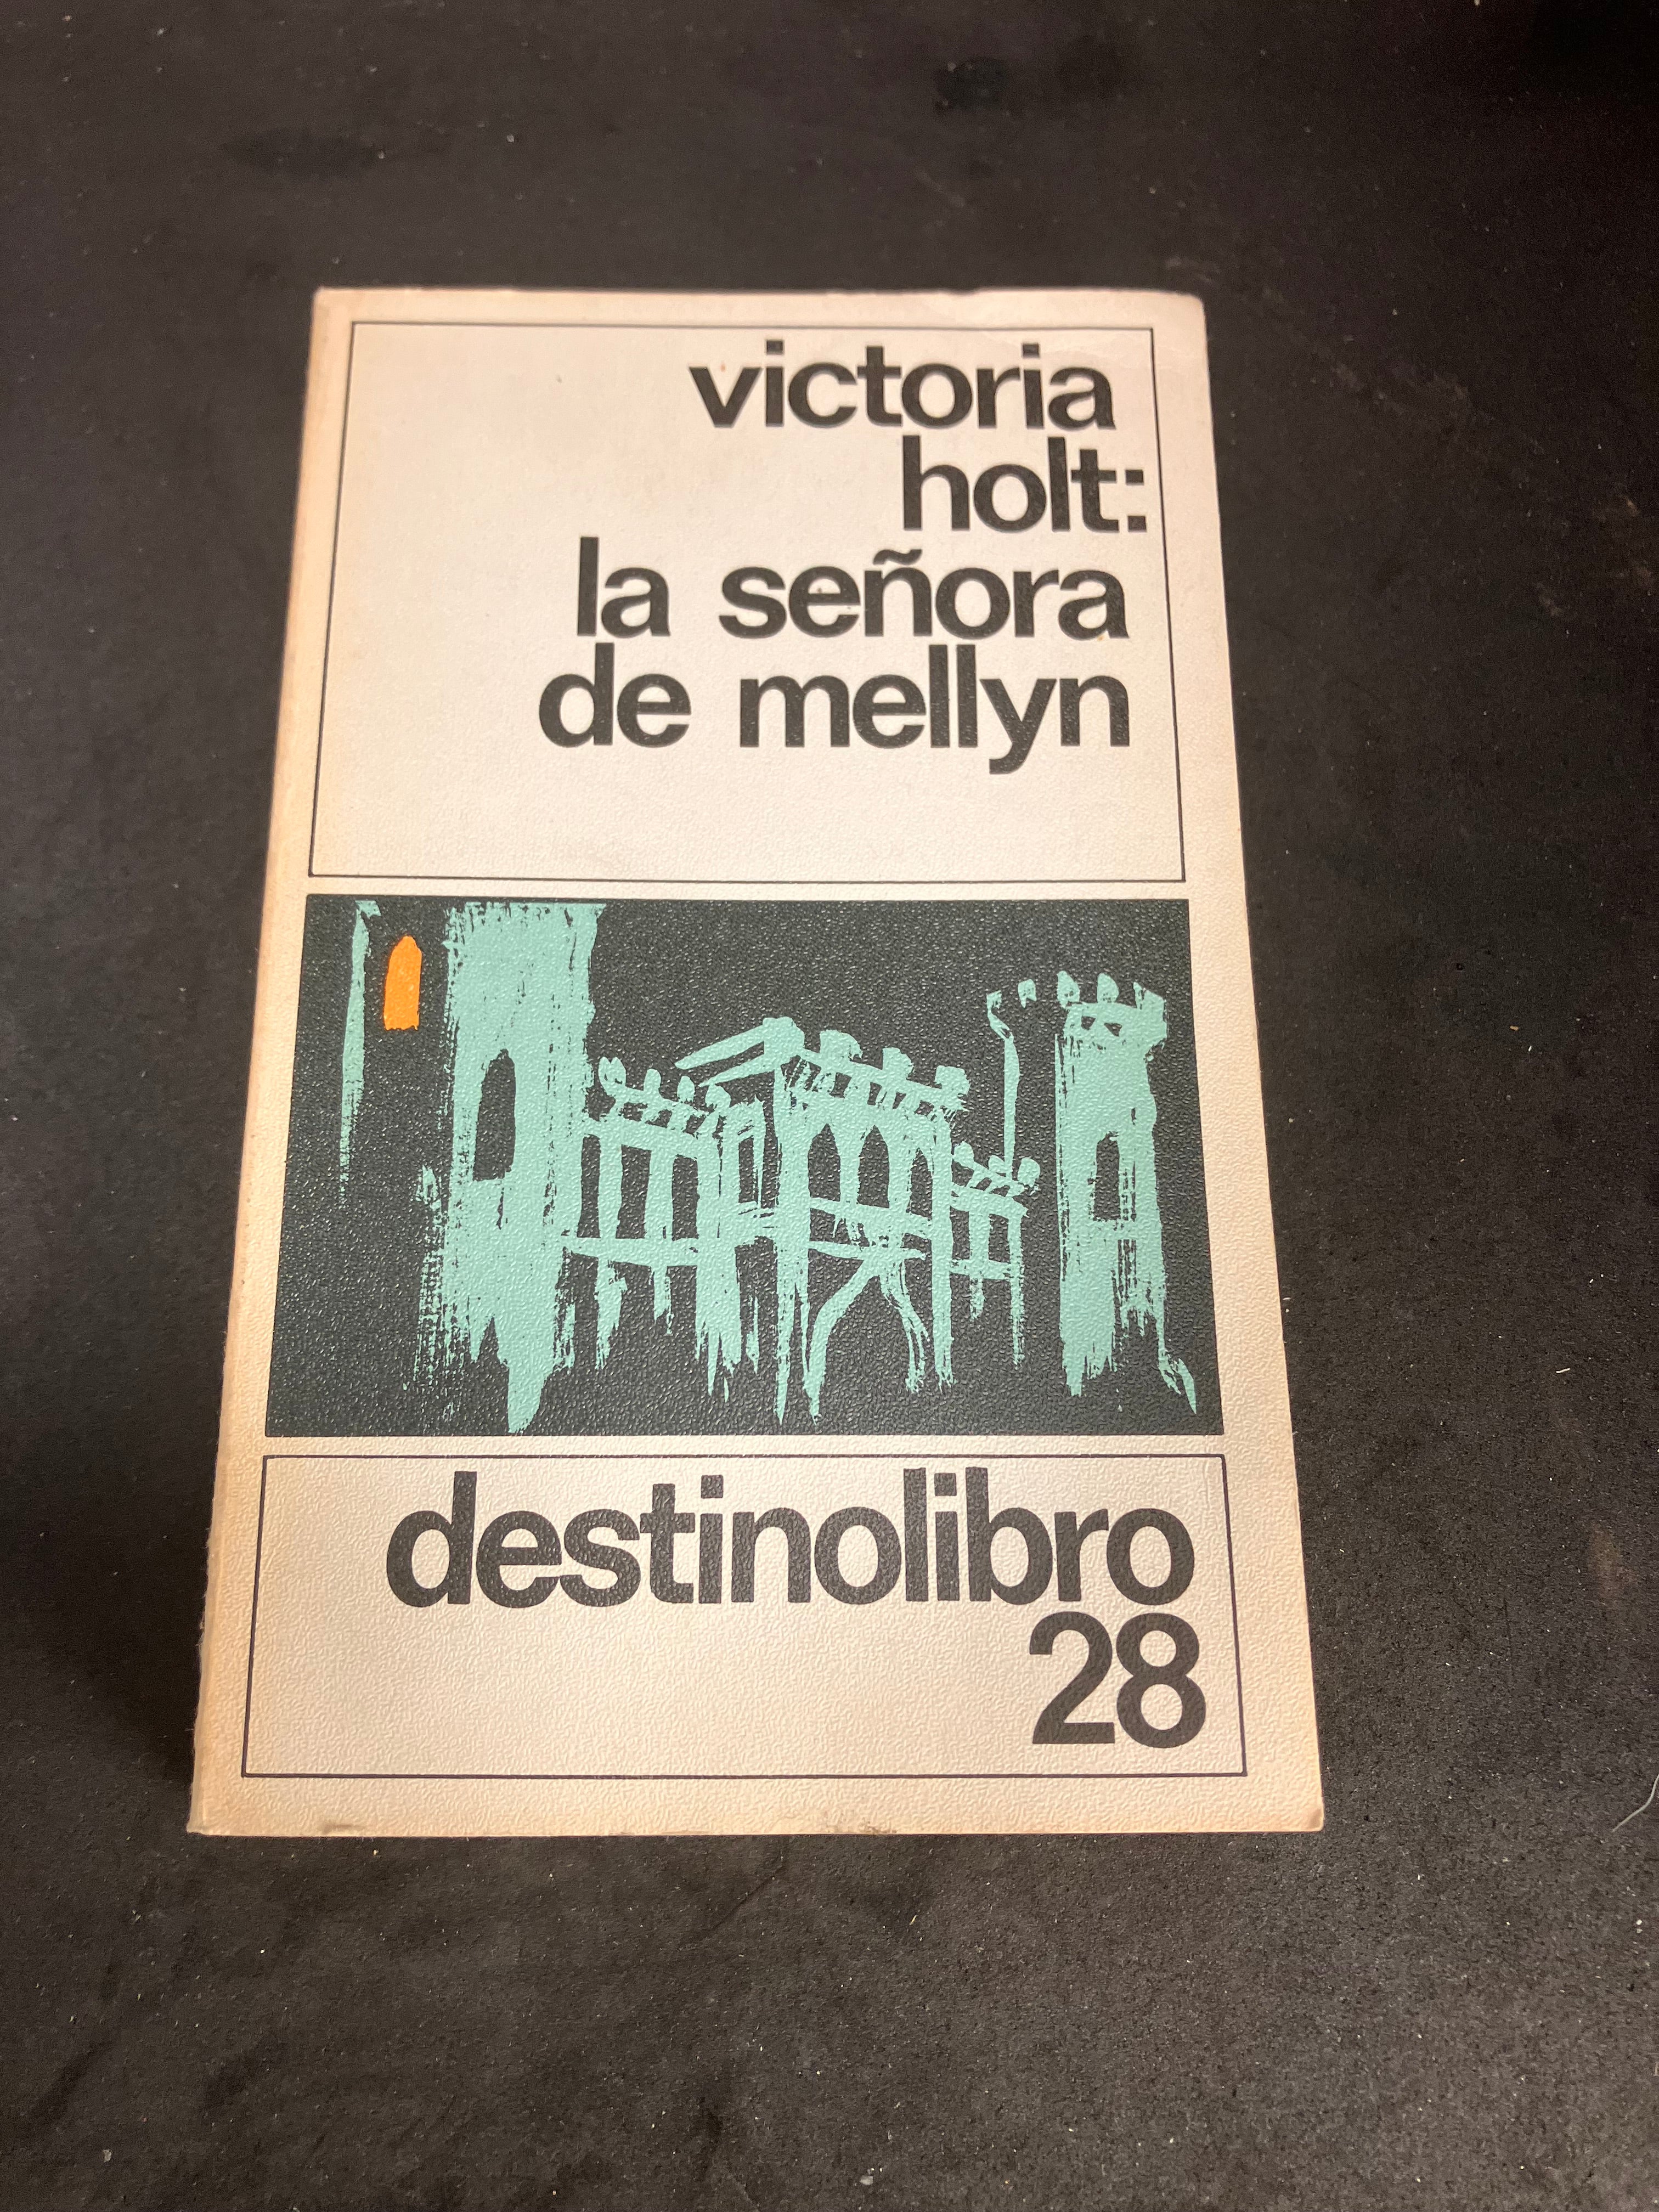 victoria
holt:
la señora
de mellyn
destinolibro
28